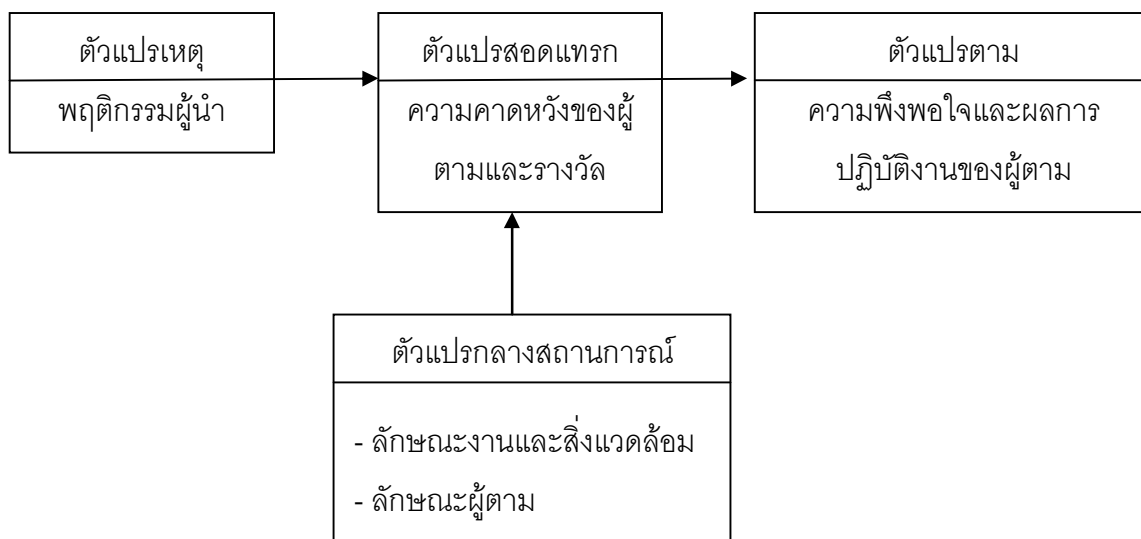 ตัวแปรเหตุ
พฤติกรรมผู้นำ
ตัวแปรสอดแทรก
ความคาดหวังของผู้
ตามและรางวัล
ตัวแปรตาม
ความพึงพอใจและผลการ
ปฏิบัติงานของผู้ตาม
ตัวแปรกลางสถานการณ์
- ลักษณะงานและสิ่งแวดล้อม
- ลักษณะผู้ตาม